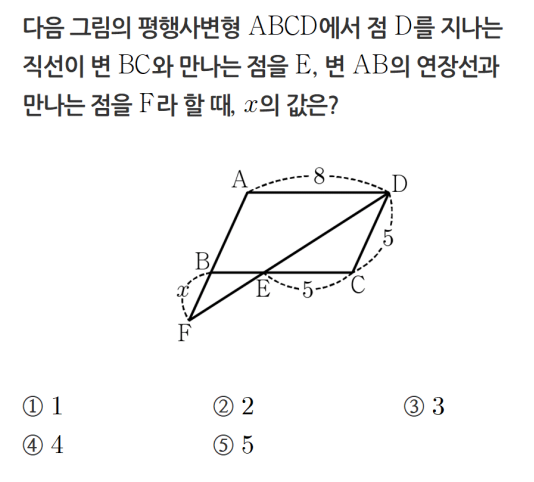 다음 그림의 평행사변형 ABCD에서 점 D를 지나는
직선이 변 BC와 만나는 점을 E, 변 AB의 연장선과
만나는 점을 F라 할 때, x의 값은?
A 8 D
5
B
x E 5 C
F
① 1 ② 2 ③ 3
④ 4 ⑤ 5